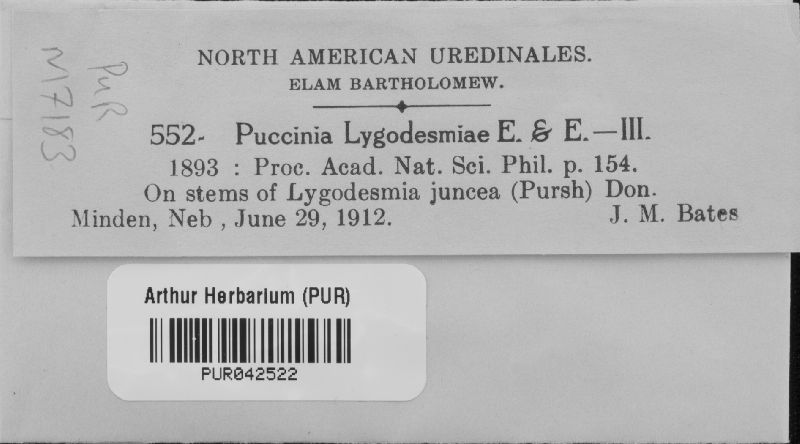 PUR
N17183
NORTH AMERICAN UREDINALES.
ELAM BARTHOLOMEW.
552- Puccinia Lygodesmiae E. & E.—III.
1893 : Proc. Acad. Nat. Sci. Phil. p. 154.
On stems of Lygodesmia juncea (Pursh) Don.
Minden, Neb , June 29, 1912. J. M. Bates
Arthur Herbarium (PUR)
PUR042522